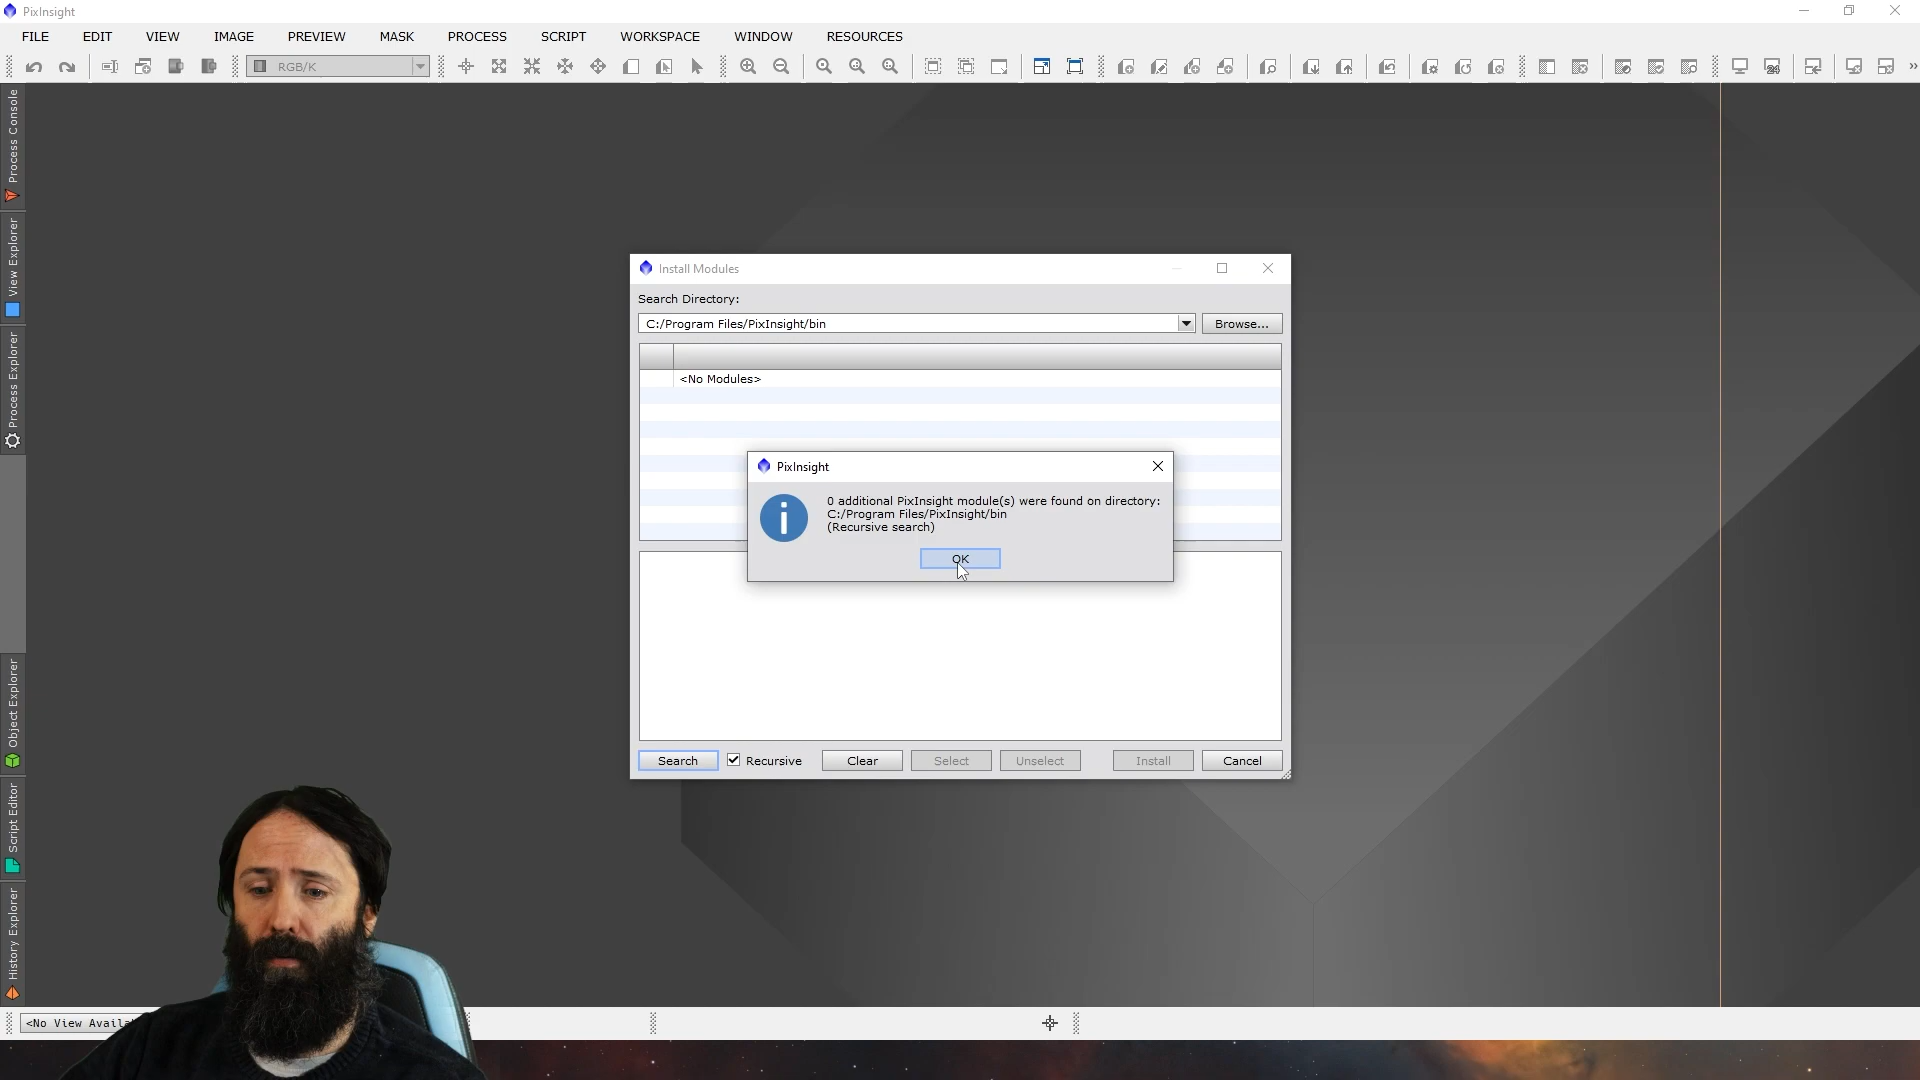 PixInsight
FILE
EDIT
VIEW
IMAGE
PREVIEW
MASK
PROCESS
SCRIPT
WORKSPACE
WINDOW
RESOURCES
RGB/K
24
»
Process Console
View Explorer
Process Explorer
Object Explorer
Script Editor
History Explorer
Install Modules
Search Directory:
C:/Program Files/PixInsight/bin
Browse...
<No Modules>
PixInsight
0 additional PixInsight module(s) were found on directory:
C:/Program Files/PixInsight/bin
(Recursive search)
OK
Search
Recursive
Clear
Select
Unselect
Install
Cancel
<No View